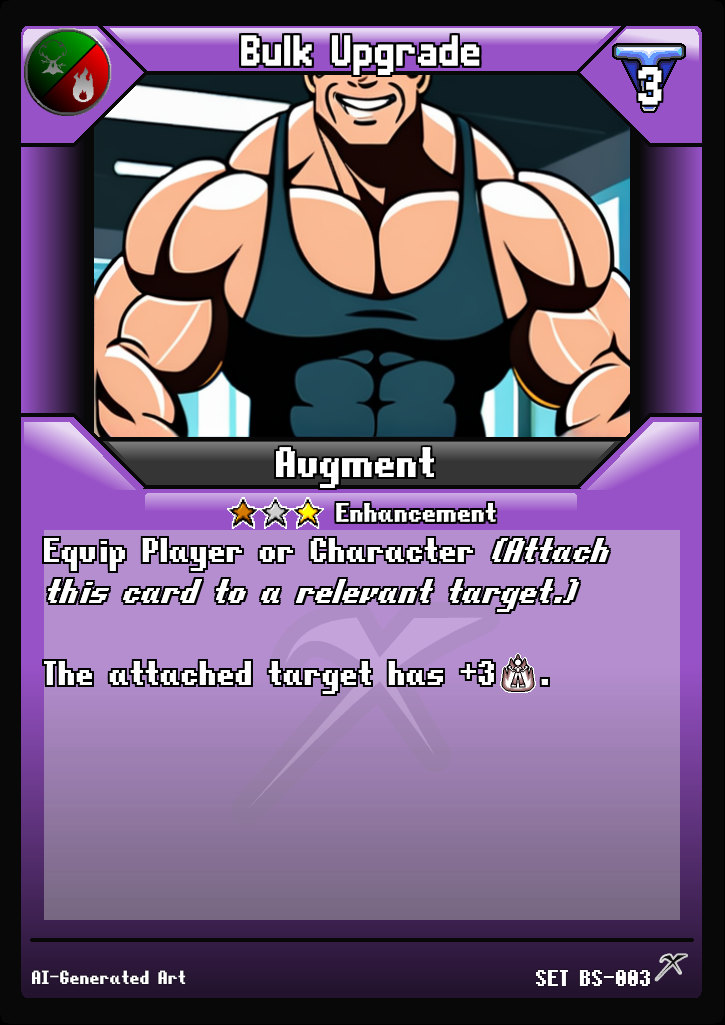 Bulk Upgrade
3
Augment
Enhancement
Equip Player or Character (Attach
this card to a relevant target.)
The attached target has +3.
AI-Generated Art
SET BS-003